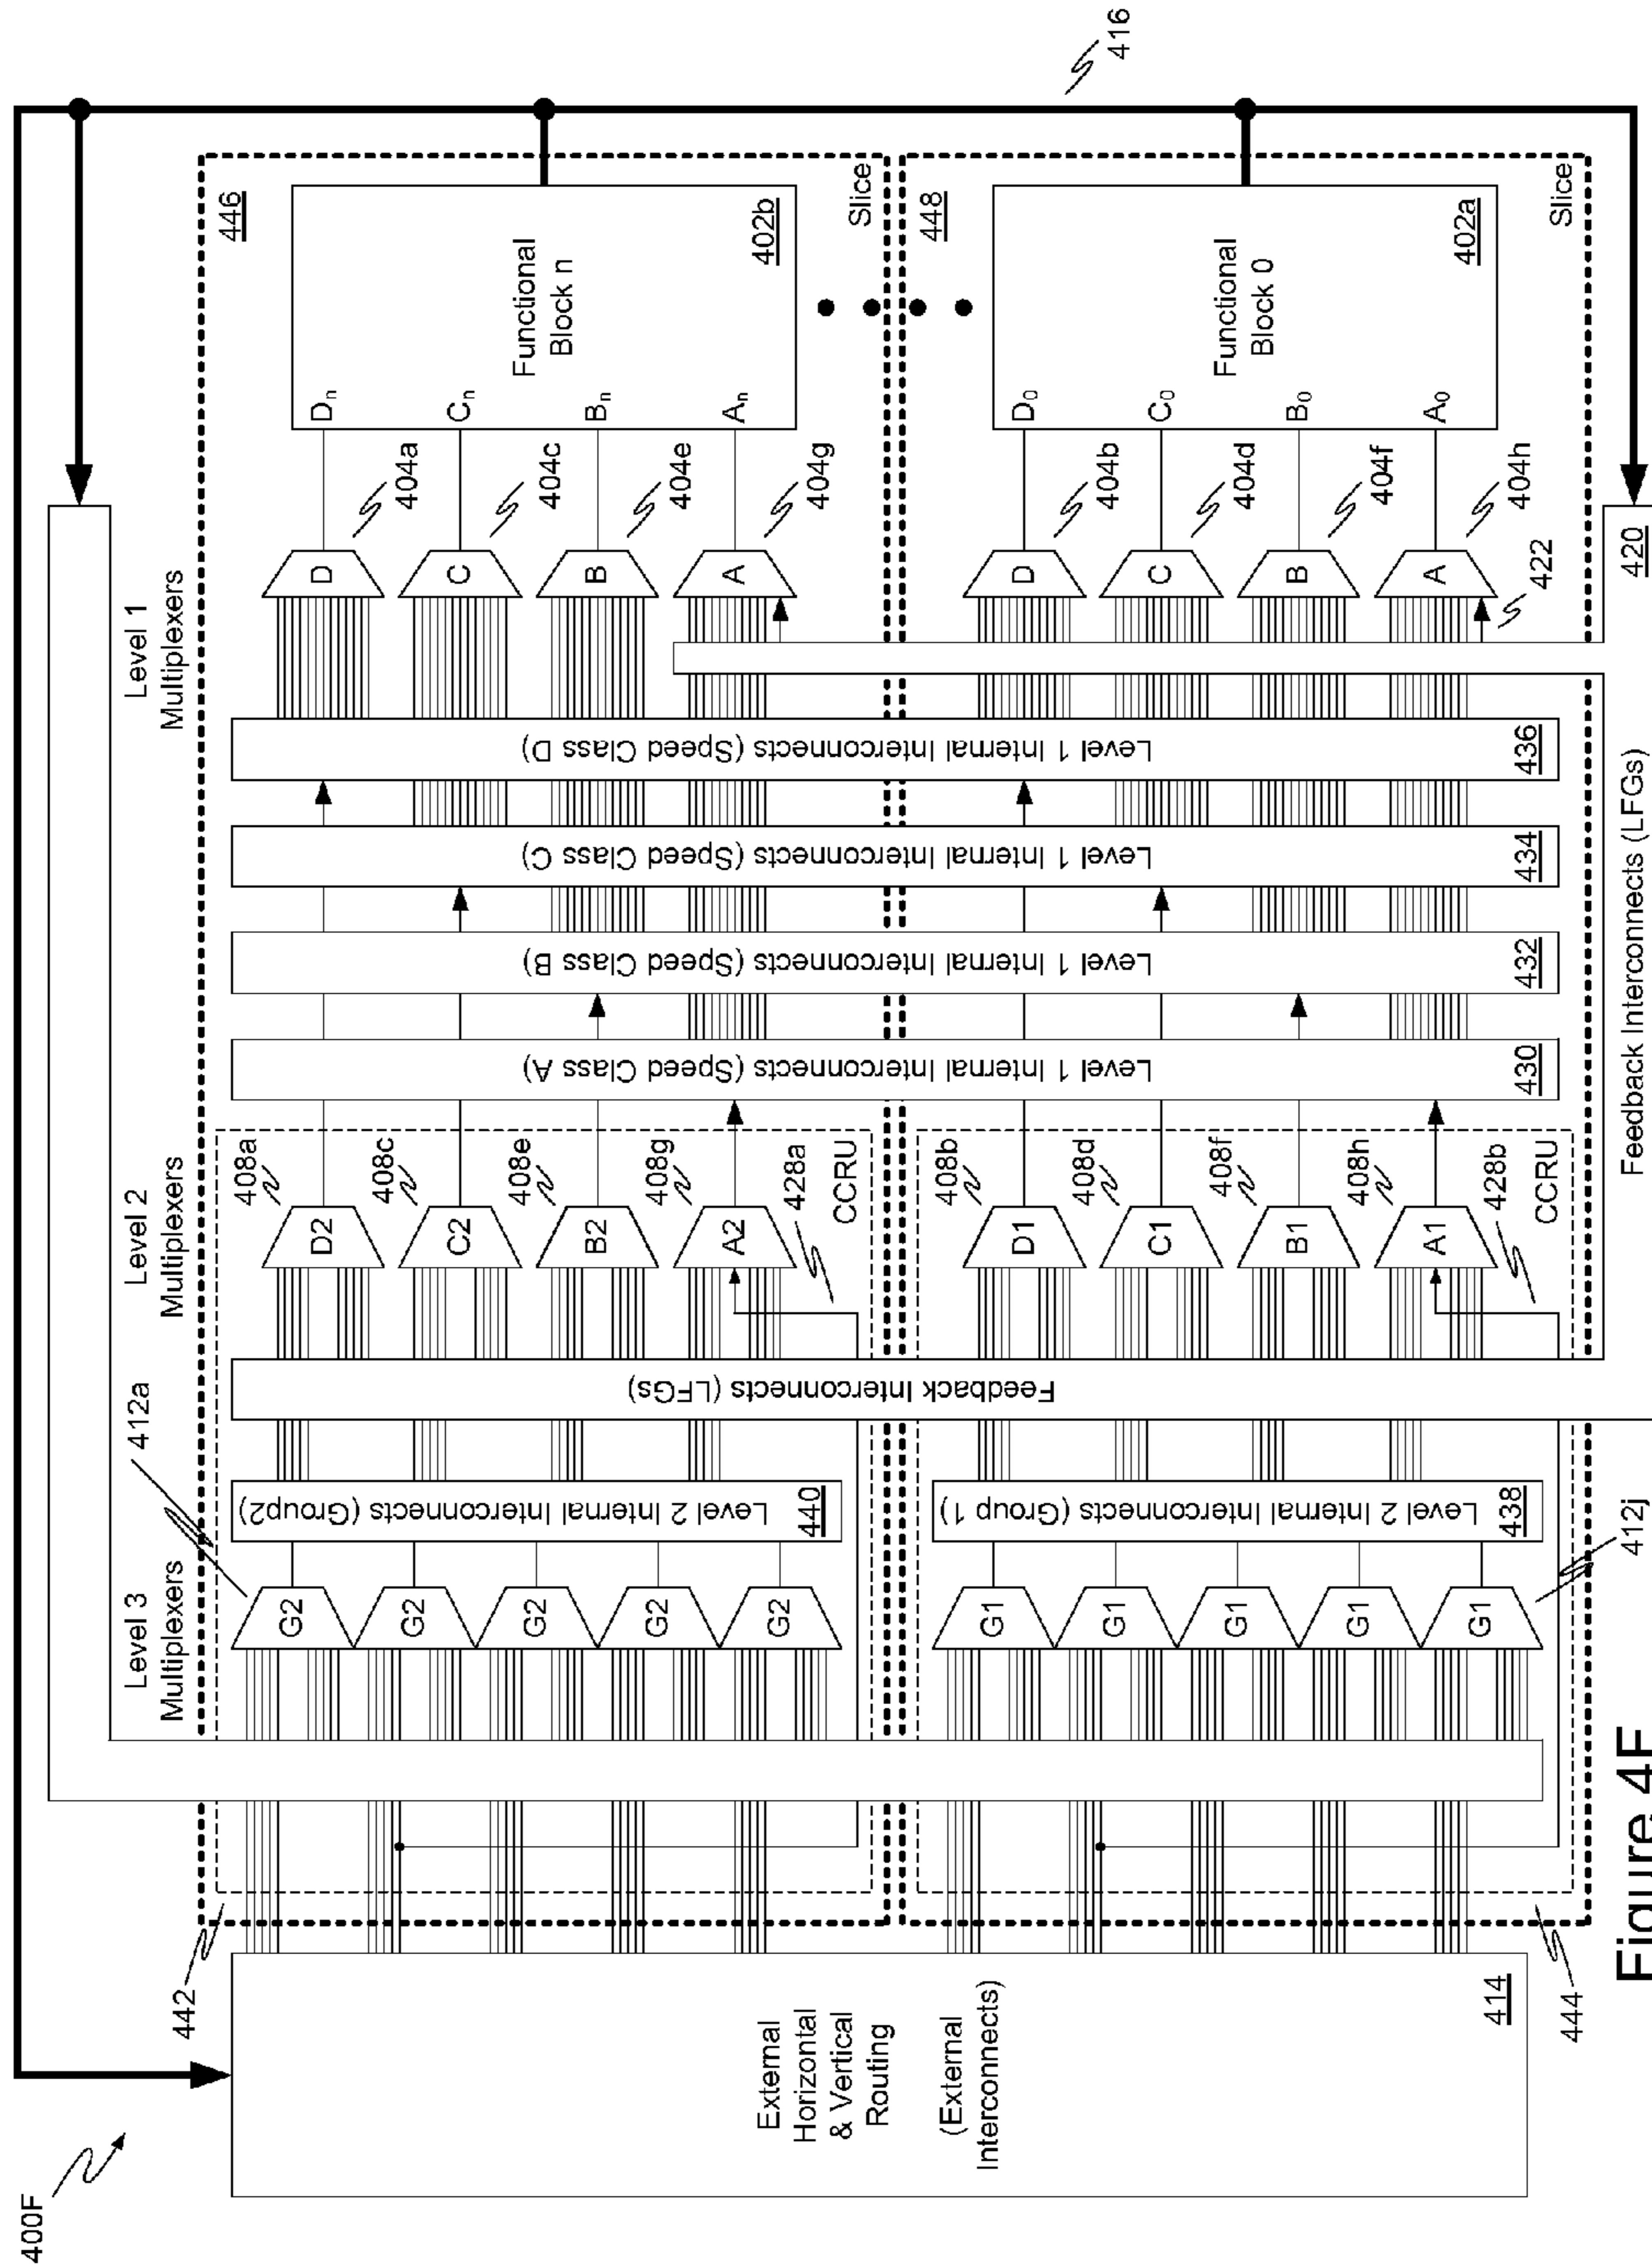 400F
442
412a
Level 3
Multiplexers
Level 2
Multiplexers
Level 1
Multiplexers
416
446
External
Horizontal
& Vertical
Routing
(External
Interconnects)
414
G2
G2
G2
G2
G2
Level 2 Internal Interconnects (Group2)
440
Feedback Interconnects (LFGs)
D2
C2
B2
A2
408a
408c
408e
408g
428a
CCRU
Level 1 Internal Interconnects (Speed Class A)
430
Level 1 Internal Interconnects (Speed Class B)
432
Level 1 Internal Interconnects (Speed Class C)
434
Level 1 Internal Interconnects (Speed Class D)
436
D
C
B
A
404a
404c
404e
404g
Dn
Cn
Bn
An
Functional
Block n
402b
Slice
448
G1
G1
G1
G1
G1
Level 2 Internal Interconnects (Group 1)
438
D1
C1
B1
A1
408b
408d
408f
408h
428b
CCRU
D
C
B
A
404b
404d
404f
404h
422
D0
C0
B0
A0
Functional
Block 0
402a
Slice
444
412j
Feedback Interconnects (LFGs)
420
Figure 4F